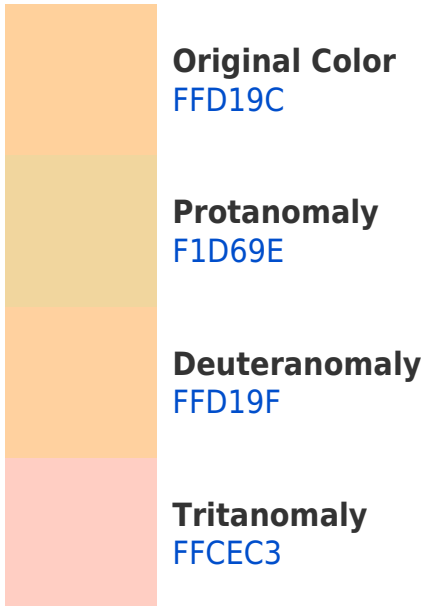 Original Color
FFD19C
Protanomaly
F1D69E
Deuteranomaly
FFD19F
Tritanomaly
FFCEC3